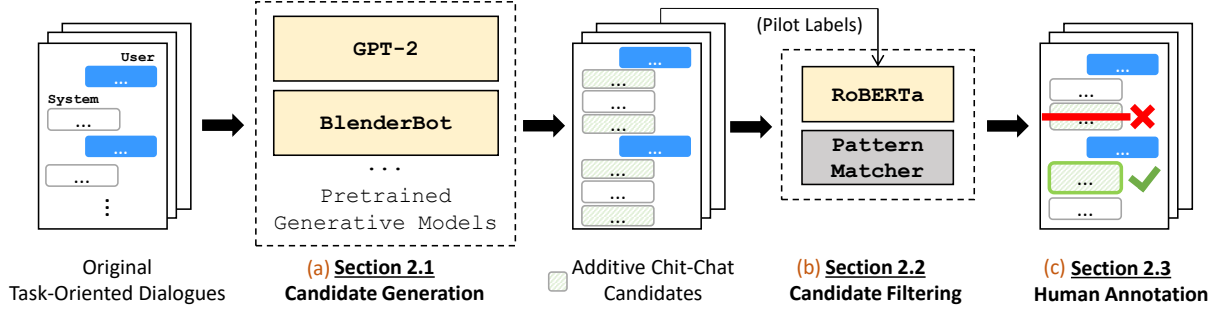 User
...
System
...
...
...
⋮
Original
Task-Oriented Dialogues
GPT-2
BlenderBot
...
Pretrained
Generative Models
(a) Section 2.1
Candidate Generation
...
...
...
...
...
...
...
...
Additive Chit-Chat
Candidates
(Pilot Labels)
RoBERTa
Pattern
Matcher
(b) Section 2.2
Candidate Filtering
...
...
...
...
...
...
(c) Section 2.3
Human Annotation